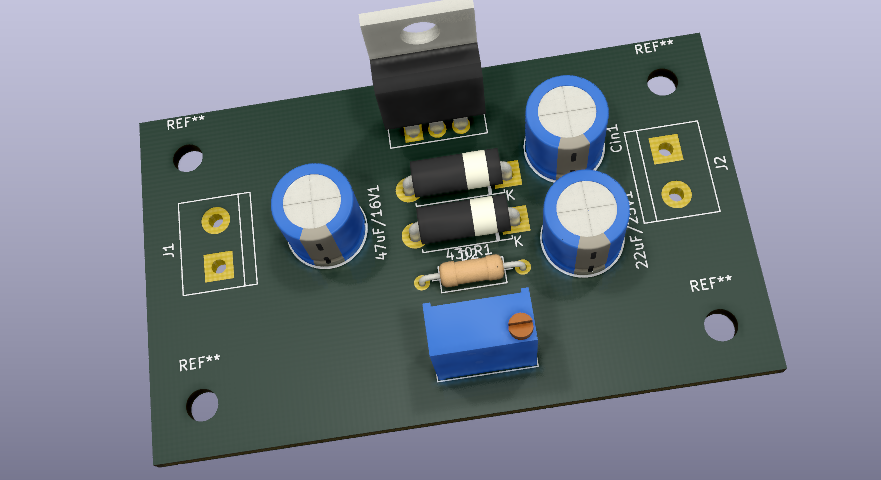 REF**
REF**
Cin1
J2
47uF/16V1
K
J1
22uF/25V1
K
430R1
REF**
REF**